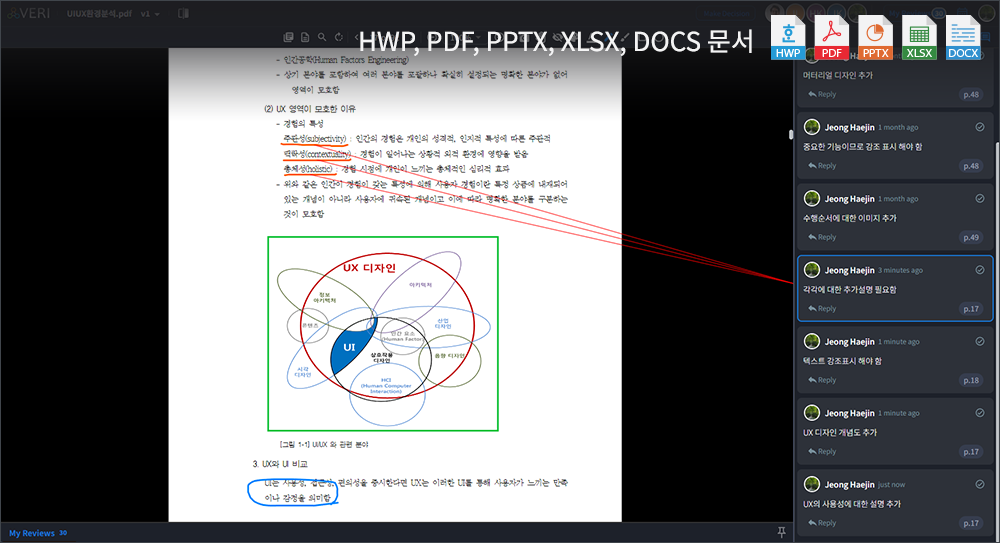 VERI
UIUX환경분석.pdf v1
HWP, PDF, PPTX, XLSX, DOCS 문서
HWP
PDF
PPTX
XLSX
DOCX
- 인간공학(Human Factors Engineering)
- 상기 분야를 포함하여 여러 분야를 포괄하나 확실히 설정되는 명확한 분야가 없어
영역이 모호함
(2) UX 영역이 모호한 이유
- 경험의 특성
주관성(subjectivity) : 인간의 경험은 개인의 성격적, 인지적 특성에 따른 주관적
맥락성(contextuality) : 경험이 일어나는 상황적 외적 환경에 영향을 받음
총체성(holistic) : 경험 시점에 개인이 느끼는 총체적인 심리적 효과
- 위와 같은 인간이 경험이 갖는 특성에 의해 사용자 경험이란 특정 상품에 내재되어
있는 개념이 아니라 사용자에 귀속된 개념이고 이에 따라 명확한 분야를 구분하는
것이 모호함
UX 디자인
정보
아키텍처
아키텍처
콘텐츠
산업
디자인
인간 요소
(Human Factor)
UI
상호작용
디자인
음향 디자인
시각
디자인
HCI
(Human Computer
Interaction)
[그림 1-1] UI/UX 와 관련 분야
3. UX와 UI 비교
UI는 사용성, 접근성, 편의성을 중시한다면 UX는 이러한 UI를 통해 사용자가 느끼는 만족
이나 감정을 의미함
머터리얼 디자인 추가
Reply p.48
Jeong Haejin 1 month ago
중요한 기능이므로 강조 표시 해야 함
Reply p.48
Jeong Haejin 1 month ago
수행순서에 대한 이미지 추가
Reply p.49
Jeong Haejin 3 minutes ago
각각에 대한 추가설명 필요함
Reply p.17
Jeong Haejin 1 minute ago
텍스트 강조표시 해야 함
Reply p.18
Jeong Haejin 1 minute ago
UX 디자인 개념도 추가
Reply p.17
Jeong Haejin just now
UX의 사용성에 대한 설명 추가
Reply p.17
My Reviews 30